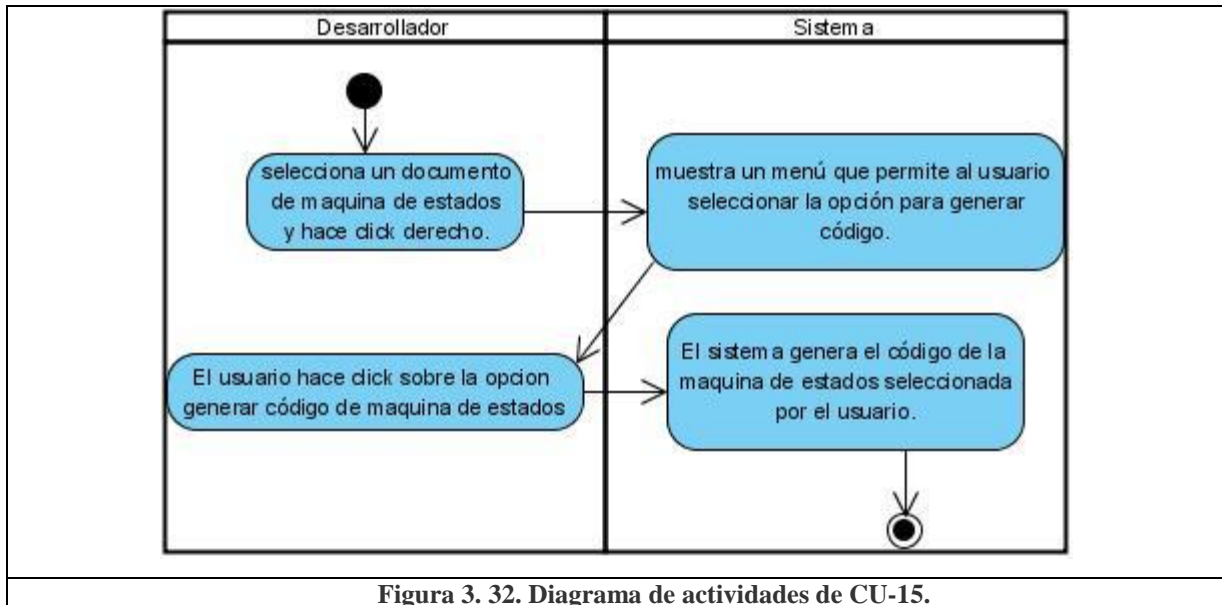 Desarrollador
Sistema
selecciona un documento
de maquina de estados
y hace click derecho.
muestra un menú que permite al usuario
seleccionar la opción para generar
código.
El usuario hace click sobre la opcion
generar código de maquina de estados
El sistema genera el código de la
maquina de estados seleccionada
por el usuario.
Figura 3. 32. Diagrama de actividades de CU-15.